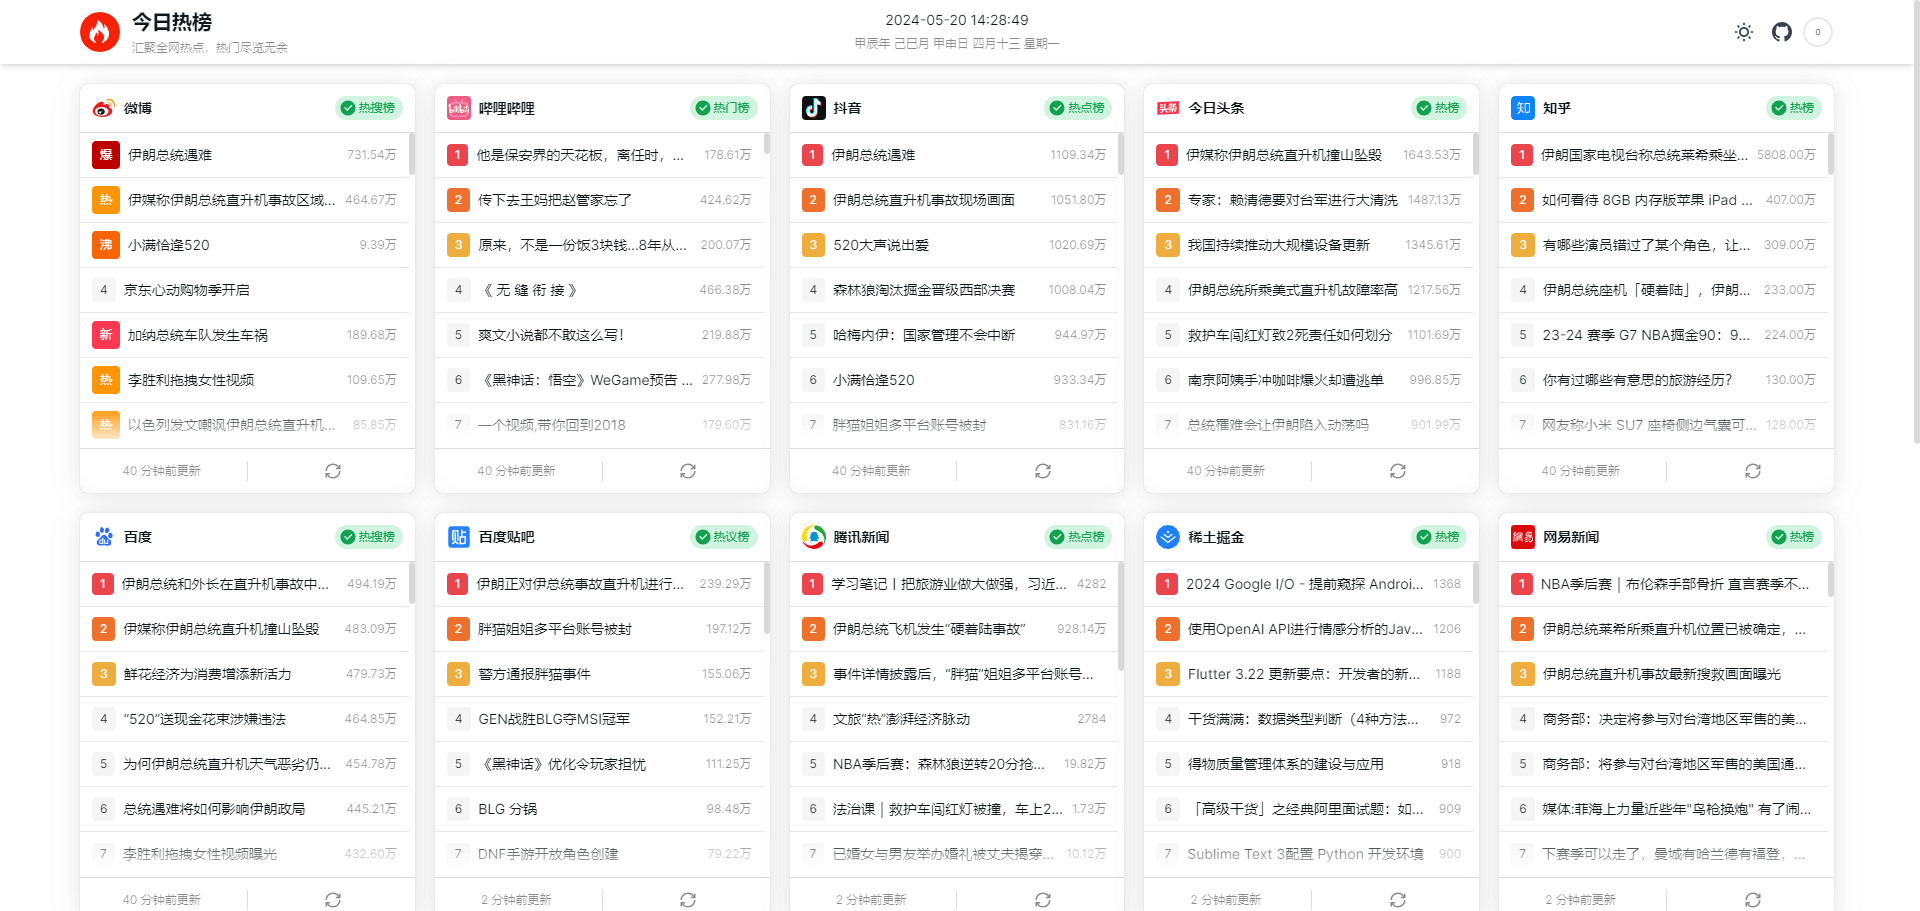 今日热榜
汇聚全网热点，热门尽览无余
2024-05-20 14:28:49
甲辰年 己巳月 甲申日 四月十三 星期一
0
微博 热搜榜
爆 伊朗总统遇难 731.54万
热 伊媒称伊朗总统直升机事故区域... 464.67万
沸 小满恰逢520 9.39万
4 京东心动购物季开启
新 加纳总统车队发生车祸 189.68万
热 李胜利拖拽女性视频 109.65万
热 以色列发文嘲讽伊朗总统直升机... 85.85万
40 分钟前更新
哔哩哔哩 热门榜
1 他是保安界的天花板，离任时，... 178.61万
2 传下去王妈把赵管家忘了 424.62万
3 原来，不是一份饭3块钱...8年从... 200.07万
4 《 无 缝 衔 接 》 466.38万
5 爽文小说都不敢这么写！ 219.88万
6 《黑神话：悟空》WeGame预告 ... 277.98万
7 一个视频,带你回到2018 179.60万
40 分钟前更新
抖音 热点榜
1 伊朗总统遇难 1109.34万
2 伊朗总统直升机事故现场画面 1051.80万
3 520大声说出爱 1020.69万
4 森林狼淘汰掘金晋级西部决赛 1008.04万
5 哈梅内伊：国家管理不会中断 944.97万
6 小满恰逢520 933.34万
7 胖猫姐姐多平台账号被封 831.16万
40 分钟前更新
头条 今日头条 热榜
1 伊媒称伊朗总统直升机撞山坠毁 1643.53万
2 专家：赖清德要对台军进行大清洗 1487.13万
3 我国持续推动大规模设备更新 1345.61万
4 伊朗总统所乘美式直升机故障率高 1217.56万
5 救护车闯红灯致2死责任如何划分 1101.69万
6 南京阿姨手冲咖啡爆火却遭逃单 996.85万
7 总统罹难会让伊朗陷入动荡吗 901.99万
40 分钟前更新
知 知乎 热榜
1 伊朗国家电视台称总统莱希乘坐... 5808.00万
2 如何看待 8GB 内存版苹果 iPad ... 407.00万
3 有哪些演员错过了某个角色，让... 309.00万
4 伊朗总统座机「硬着陆」，伊朗... 233.00万
5 23-24 赛季 G7 NBA掘金90：9... 224.00万
6 你有过哪些有意思的旅游经历？ 130.00万
7 网友称小米 SU7 座椅侧边气囊可... 128.00万
40 分钟前更新
百度 热搜榜
1 伊朗总统和外长在直升机事故中... 494.19万
2 伊媒称伊朗总统直升机撞山坠毁 483.09万
3 鲜花经济为消费增添新活力 479.73万
4 “520”送现金花束涉嫌违法 464.85万
5 为何伊朗总统直升机天气恶劣仍... 454.78万
6 总统遇难将如何影响伊朗政局 445.21万
7 李胜利拖拽女性视频曝光 432.60万
40 分钟前更新
贴 百度贴吧 热议榜
1 伊朗正对伊总统事故直升机进行... 239.29万
2 胖猫姐姐多平台账号被封 197.12万
3 警方通报胖猫事件 155.06万
4 GEN战胜BLG夺MSI冠军 152.21万
5 《黑神话》优化令玩家担忧 111.25万
6 BLG 分锅 98.48万
7 DNF手游开放角色创建 79.22万
2 分钟前更新
腾讯新闻 热点榜
1 学习笔记丨把旅游业做大做强，习近... 4282
2 伊朗总统飞机发生“硬着陆事故” 928.14万
3 事件详情披露后，“胖猫”姐姐多平台账号...
4 文旅“热”澎湃经济脉动 2784
5 NBA季后赛：森林狼逆转20分抢... 19.82万
6 法治课 | 救护车闯红灯被撞，车上2... 1.73万
7 已婚女与男友举办婚礼被丈夫揭穿... 10.12万
2 分钟前更新
稀土掘金 热榜
1 2024 Google I/O - 提前窥探 Androi... 1368
2 使用OpenAI API进行情感分析的Jav... 1206
3 Flutter 3.22 更新要点：开发者的新... 1188
4 干货满满：数据类型判断（4种方法... 972
5 得物质量管理体系的建设与应用 918
6 「高级干货」之经典阿里面试题：如... 909
7 Sublime Text 3配置 Python 开发环境 900
2 分钟前更新
網易 网易新闻 热榜
1 NBA季后赛 | 布伦森手部骨折 直言赛季不...
2 伊朗总统莱希所乘直升机位置已被确定，...
3 伊朗总统直升机事故最新搜救画面曝光
4 商务部：决定将参与对台湾地区军售的美...
5 商务部：将参与对台湾地区军售的美国通...
6 媒体:菲海上力量近些年"鸟枪换炮" 有了闹...
7 下赛季可以走了，曼城有哈兰德有福登，...
2 分钟前更新